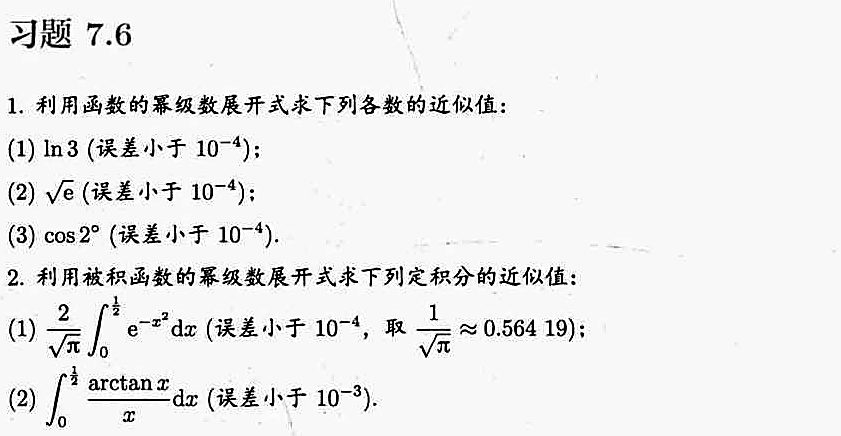 习题 7.6
1. 利用函数的幂级数展开式求下列各数的近似值:
(1) ln 3 (误差小于 10⁻⁴);
(2) √e (误差小于 10⁻⁴);
(3) cos 2° (误差小于 10⁻⁴).
2. 利用被积函数的幂级数展开式求下列定积分的近似值:
(1) 2/√π ∫₀^(1/2) e^(-x²) dx (误差小于 10⁻⁴, 取 1/√π ≈ 0.564 19);
(2) ∫₀^(1/2) (arctan x)/x dx (误差小于 10⁻³).